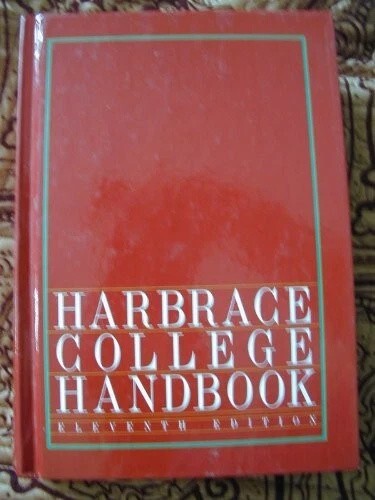 HARBRACE
COLLEGE
HANDBOOK
ELEVENTH EDITION